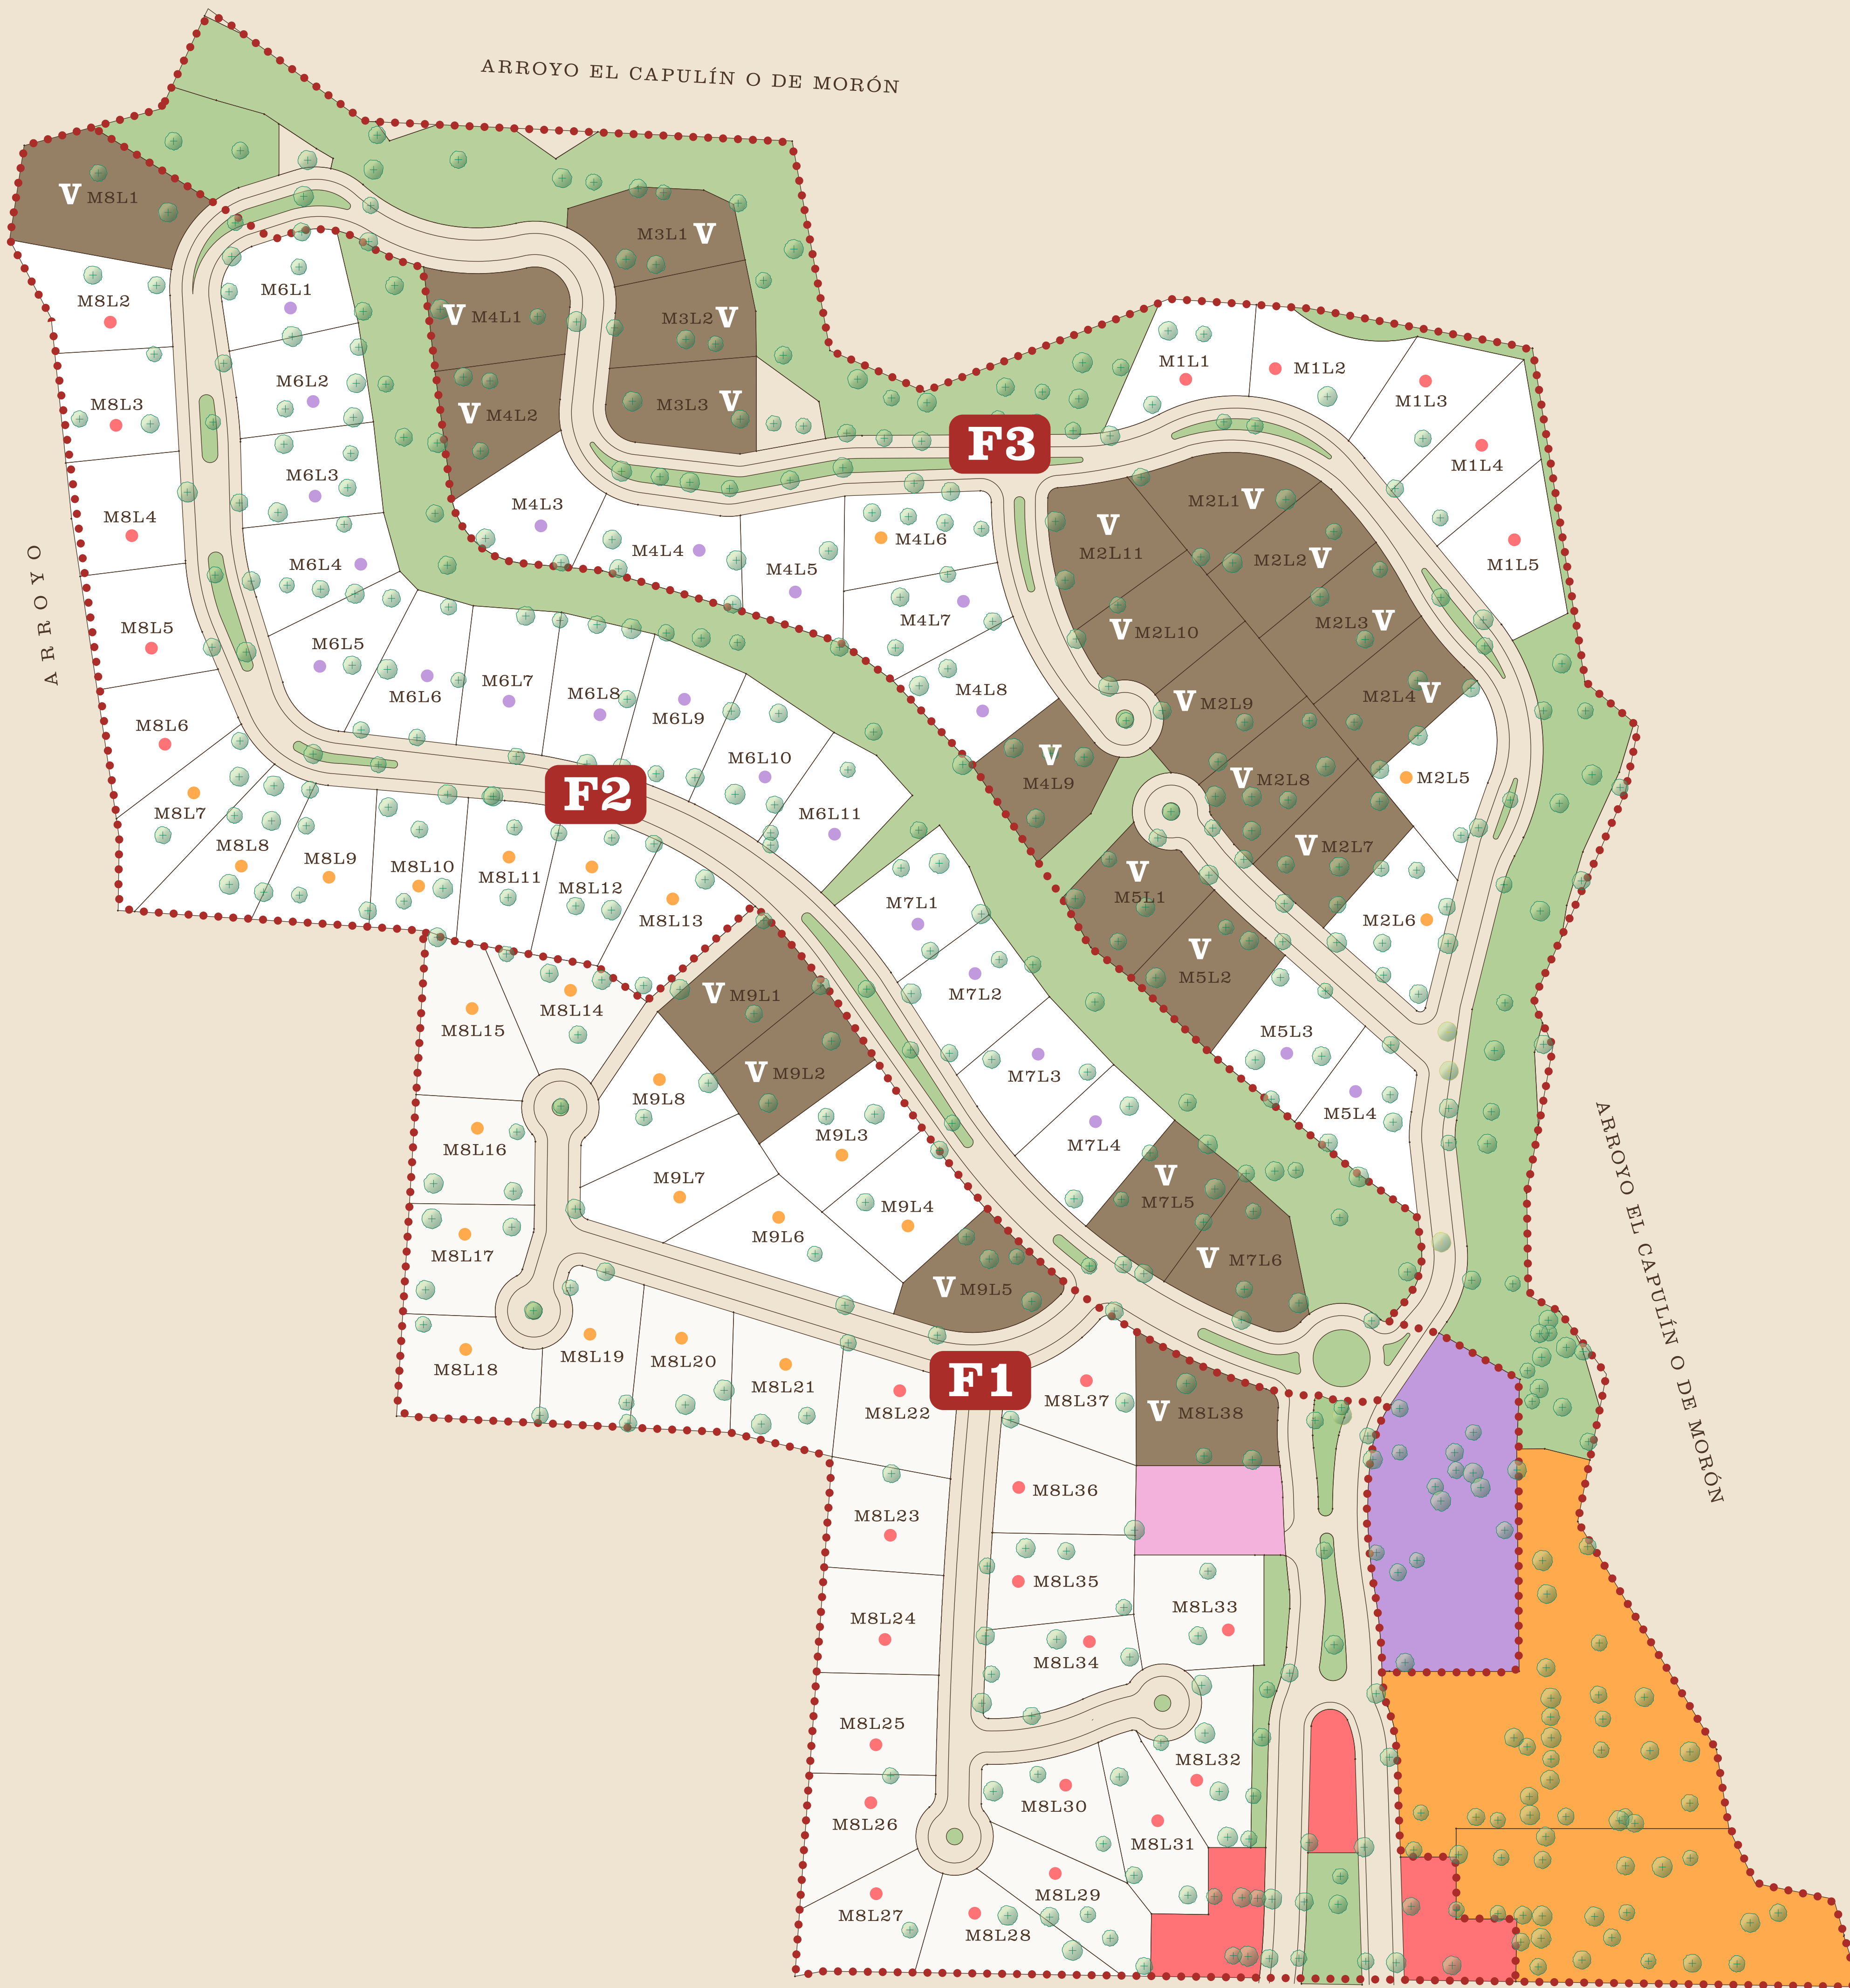 ARROYO EL CAPULÍN O DE MORÓN
V M8L1
M3L1 V
M6L1
M8L2
V M4L1
M3L2 V
M1L1
M1L2
M6L2
M1L3
M8L3
V M4L2
M3L3 V
F3
M1L4
M6L3
M8L4
M4L3
M4L4
M4L5
M4L6
V
M2L11
M2L1 V
M2L2 V
M1L5
M6L4
ARROYO
M8L5
M6L5
M4L7
V M2L10
M2L3 V
M6L6
M6L7
M6L8
M6L9
M4L8
V M2L9
M2L4 V
M8L6
M6L10
V
M4L9
V M2L8
M2L5
F2
M8L7
M6L11
M8L8
M8L9
M8L10
M8L11
M8L12
M8L13
V M2L7
M7L1
V
M5L1
M2L6
V
M5L2
V M9L1
M7L2
M8L15
M8L14
M5L3
V M9L2
M7L3
M9L8
M5L4
M9L3
M7L4
M8L16
M9L7
V
M7L5
M9L4
M9L6
M8L17
V M7L6
V M9L5
ARROYO EL CAPULÍN O DE MORÓN
M8L18
M8L19
M8L20
M8L21
F1
M8L22
M8L37
V M8L38
M8L36
M8L23
M8L35
M8L33
M8L24
M8L34
M8L25
M8L32
M8L30
M8L26
M8L31
M8L29
M8L27
M8L28